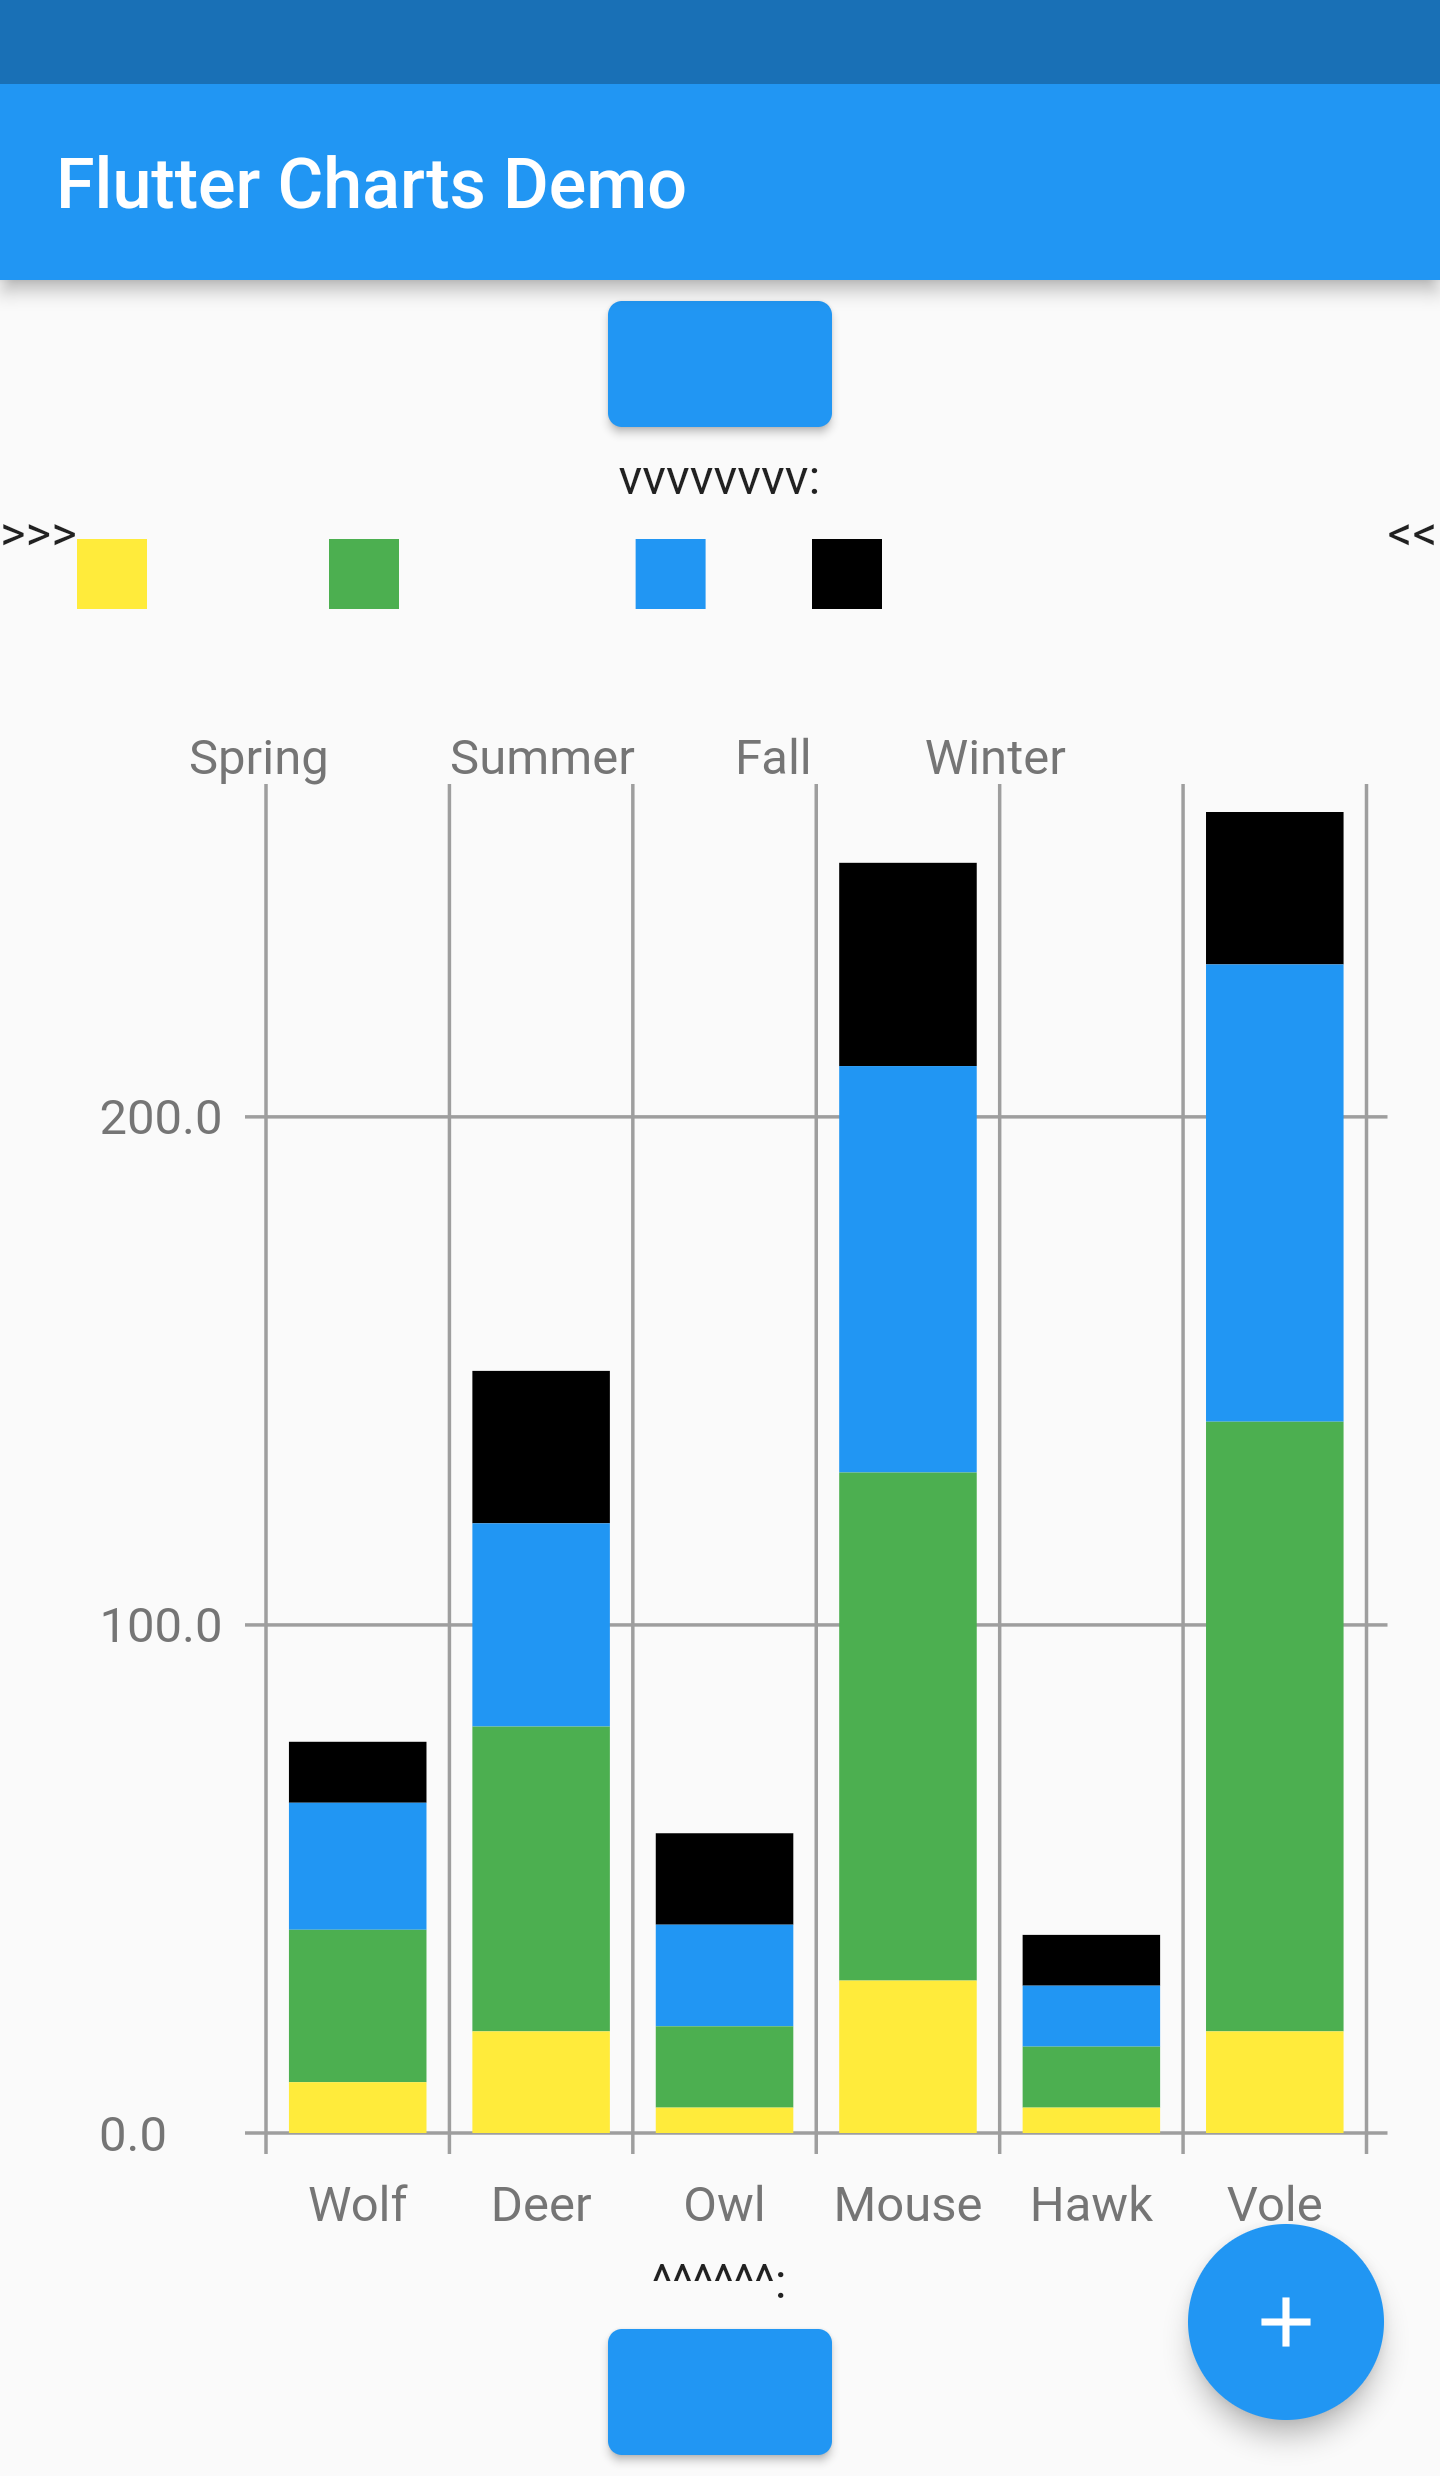 Flutter Charts Demo
vvvvvvvv:
>>> <<
Spring Summer Fall Winter
200.0
100.0
0.0
Wolf Deer Owl Mouse Hawk Vole
^^^^^^:
+